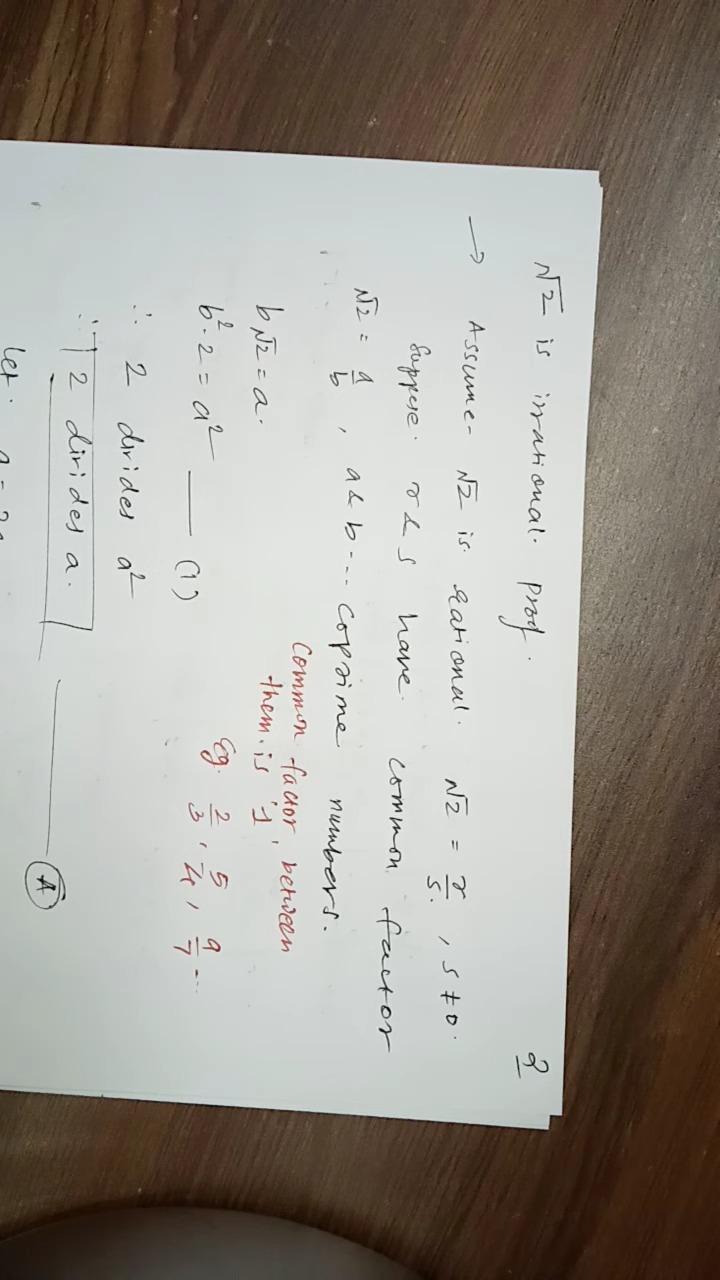 2
√2 is irrational. proof.
→ Assume- √2 is rational. √2 = r/s. , s ≠ 0.
Suppose. r & s have common factor
√2 = a/b , a & b -- coprime numbers.
common factor between
them. is '1'
b√2 = a.
Eg. 2/3 , 5/4 , 9/7 --
b². 2 = a² —— (1)
∴ 2 divides a²
∴ 2 divides a. —— (A)
let.